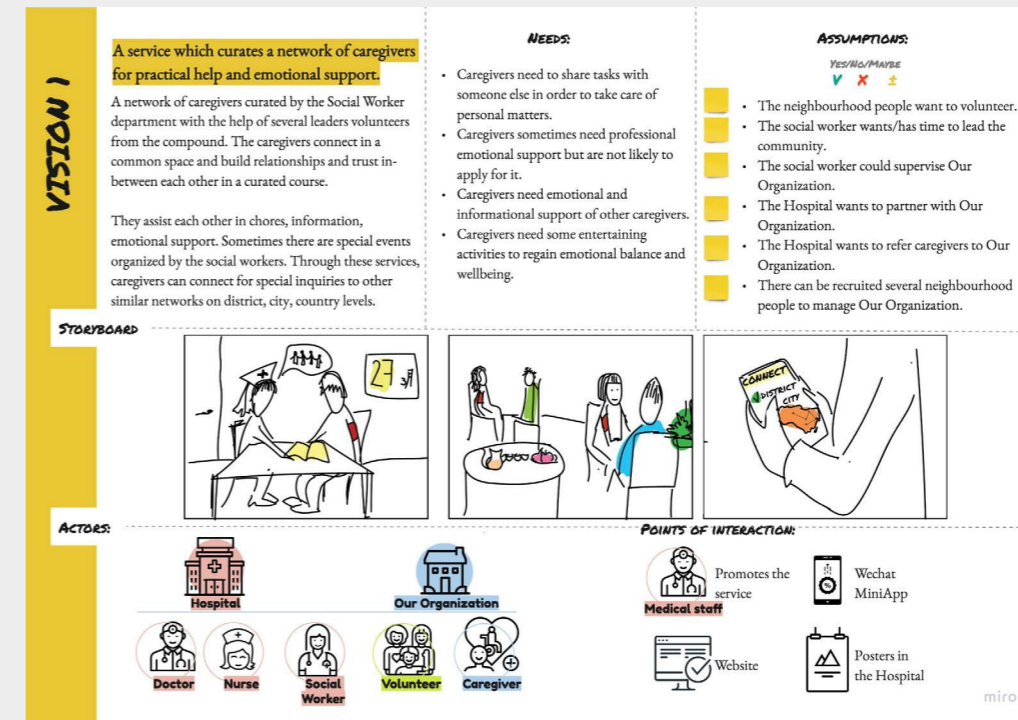 VISION 1
A service which curates a network of caregivers
for practical help and emotional support.
A network of caregivers curated by the Social Worker
department with the help of several leaders volunteers
from the compound. The caregivers connect in a
common space and build relationships and trust in-
between each other in a curated course.
They assist each other in chores, information,
emotional support. Sometimes there are special events
organized by the social workers. Through these services,
caregivers can connect for special inquiries to other
similar networks on district, city, country levels.
NEEDS:
• Caregivers need to share tasks with
someone else in order to take care of
personal matters.
• Caregivers sometimes need professional
emotional support but are not likely to
apply for it.
• Caregivers need emotional and
informational support of other caregivers.
• Caregivers need some entertaining
activities to regain emotional balance and
wellbeing.
ASSUMPTIONS:
YES/NO/MAYBE
• The neighbourhood people want to volunteer.
• The social worker wants/has time to lead the
community.
• The social worker could supervise Our
Organization.
• The Hospital wants to partner with Our
Organization.
• The Hospital wants to refer caregivers to Our
Organization.
• There can be recruited several neighbourhood
people to manage Our Organization.
STORYBOARD
27
CONNECT
DISTRICT
CITY
ACTORS:
Hospital
Our Organization
Doctor
Nurse
Social
Worker
Volunteer
Caregiver
POINTS OF INTERACTION:
Medical staff
Promotes the
service
Wechat
MiniApp
Website
Posters in
the Hospital
miro